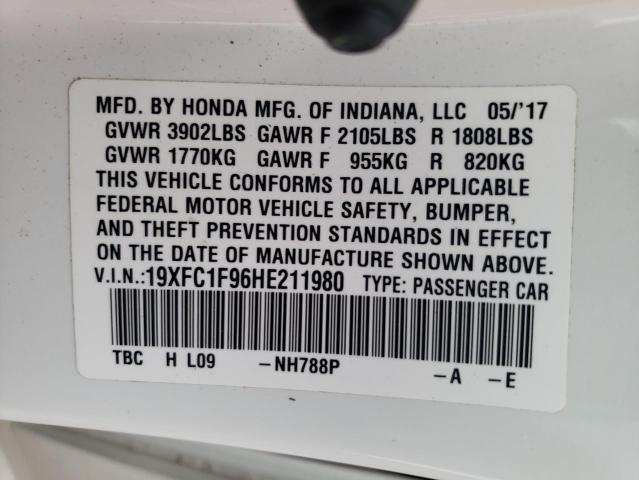 MFD. BY HONDA MFG. OF INDIANA, LLC 05/'17
GVWR 3902LBS GAWR F 2105LBS R 1808LBS
GVWR 1770KG GAWR F 955KG R 820KG
THIS VEHICLE CONFORMS TO ALL APPLICABLE
FEDERAL MOTOR VEHICLE SAFETY, BUMPER,
AND THEFT PREVENTION STANDARDS IN EFFECT
ON THE DATE OF MANUFACTURE SHOWN ABOVE.
V.I.N.:19XFC1F96HE211980 TYPE: PASSENGER CAR
TBC H L09 -NH788P -A -E